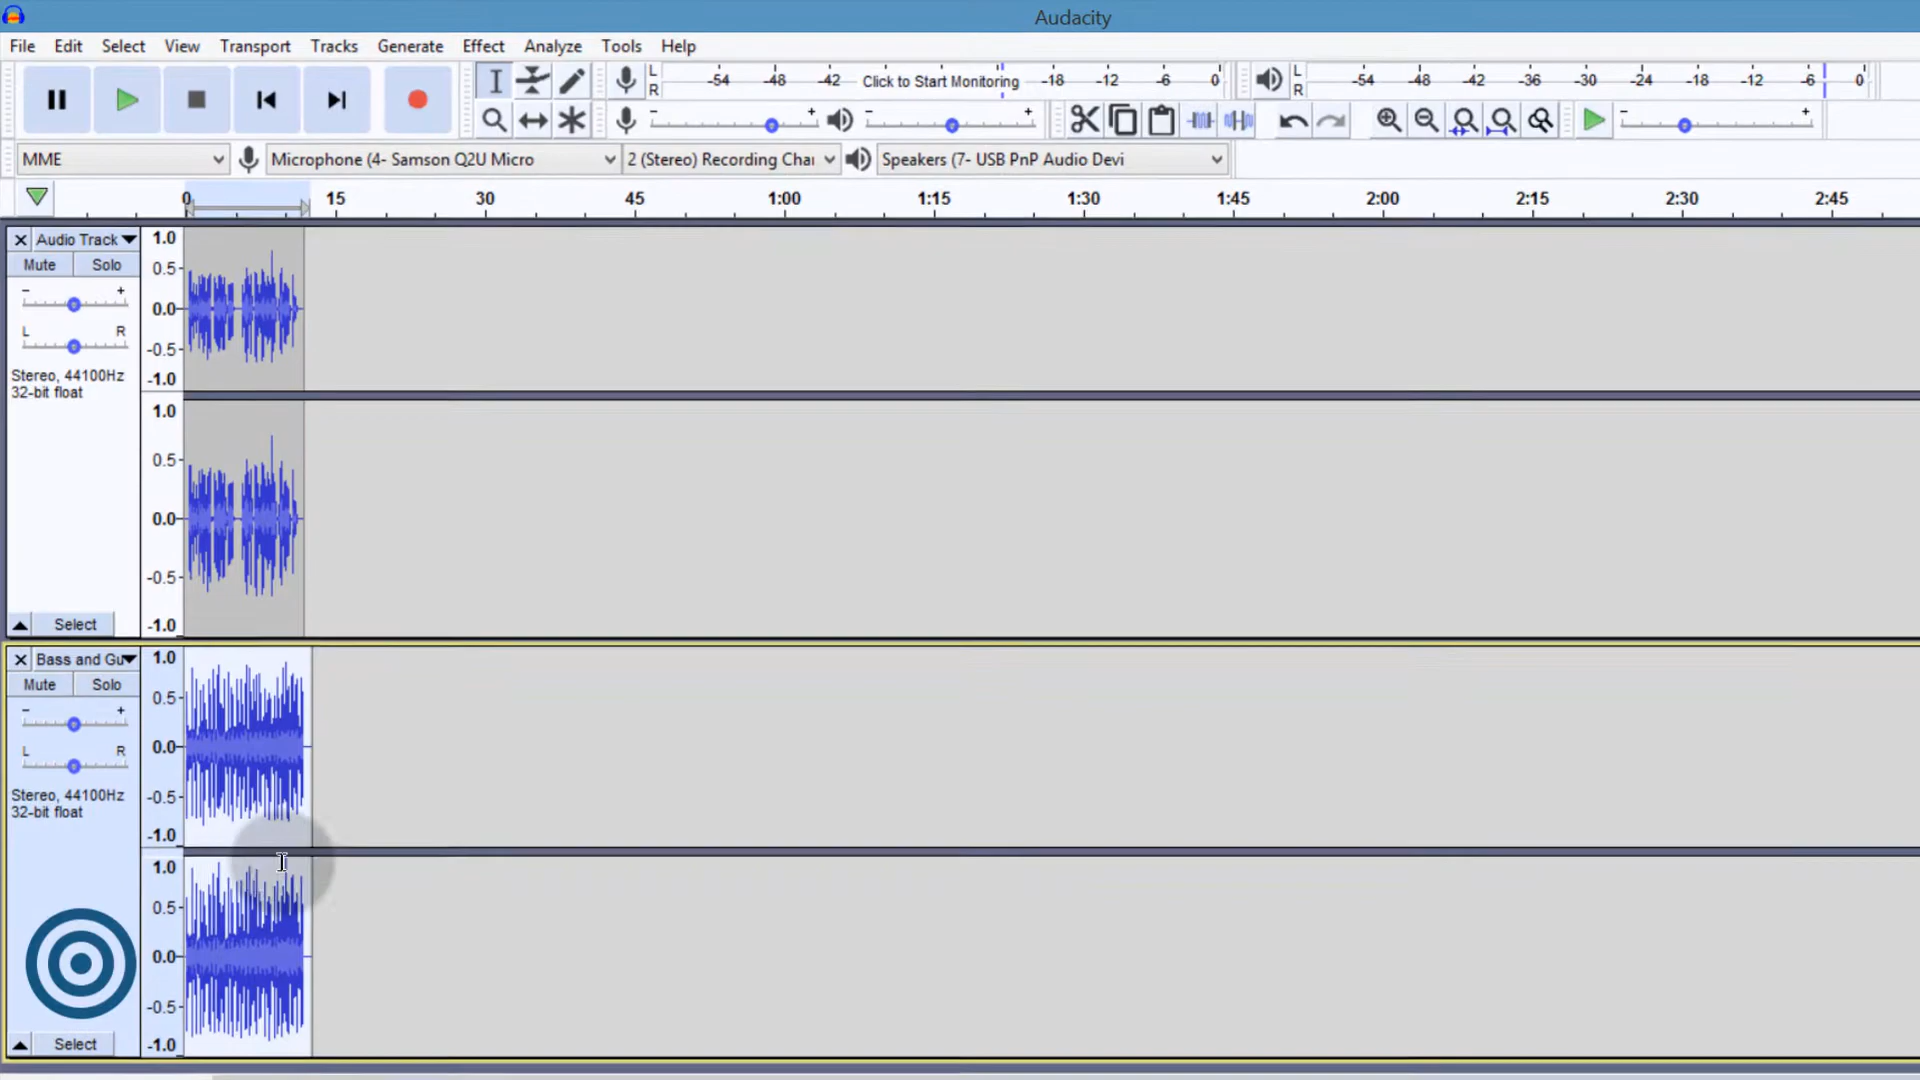 Audacity
File Edit Select View Transport Tracks Generate Effect Analyze Tools Help
L R -54 -48 -42 Click to Start Monitoring -18 -12 -6 0 L R -54 -48 -42 -36 -30 -24 -18 -12 -6 0
- + - + - +
MME Microphone (4- Samson Q2U Micro 2 (Stereo) Recording Chai Speakers (7- USB PnP Audio Devi
0 15 30 45 1:00 1:15 1:30 1:45 2:00 2:15 2:30 2:45
X Audio Track 1.0
Mute Solo 0.5
- + 0.0
L R -0.5
Stereo, 44100Hz -1.0
32-bit float
1.0
0.5
0.0
-0.5
Select -1.0
X Bass and Gu 1.0
Mute Solo 0.5
- + 0.0
L R
Stereo, 44100Hz -0.5
32-bit float
-1.0
1.0
0.5
0.0
-0.5
Select -1.0